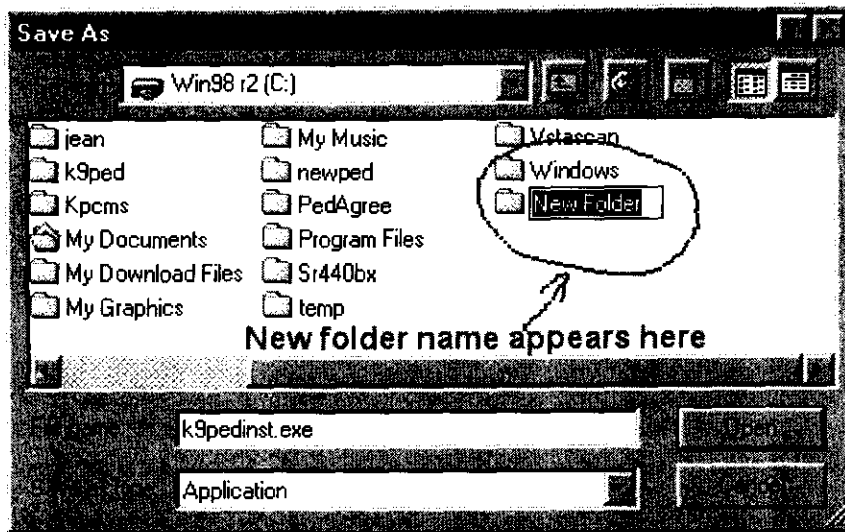 Save As
Win98 r2 (C:)
jean My Music Vstascan
k9ped newped Windows
Kpcms PedAgree New Folder
My Documents Program Files
My Download Files Sr440bx
My Graphics temp
New folder name appears here
k9pedinst.exe
Open
Application